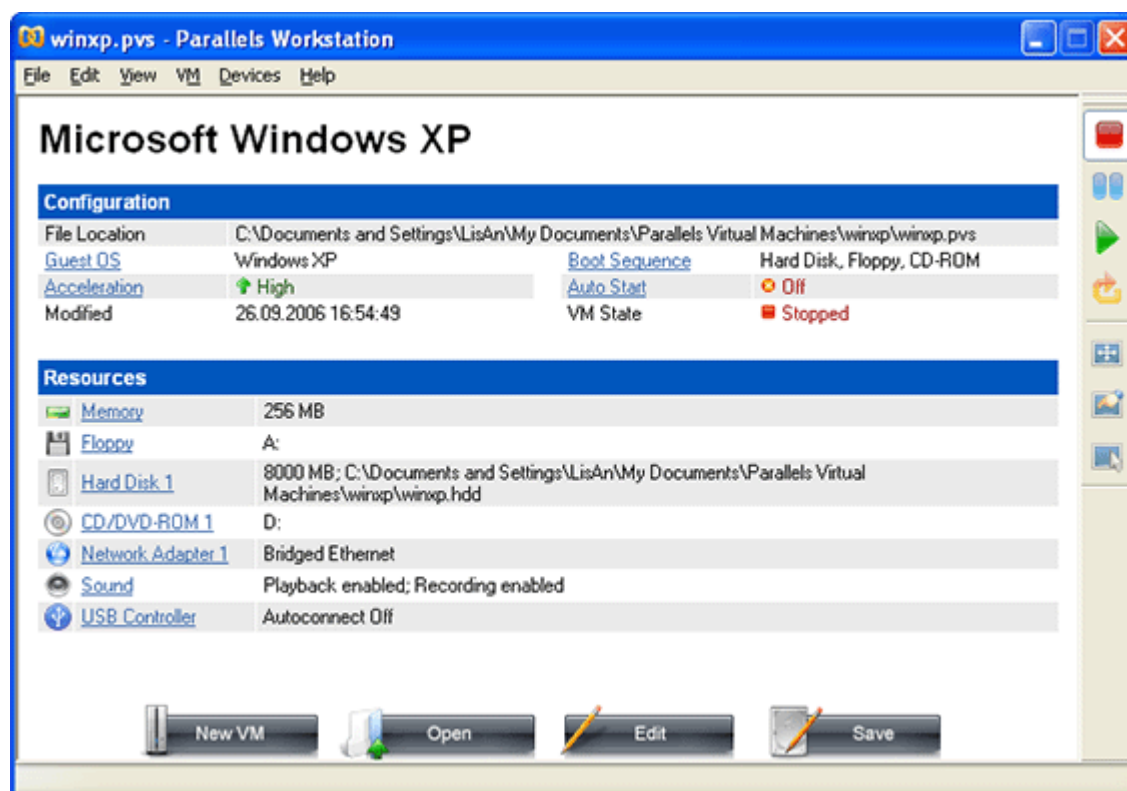 winxp.pvs - Parallels Workstation
File Edit View VM Devices Help
Microsoft Windows XP
Configuration
File Location C:\Documents and Settings\LisAn\My Documents\Parallels Virtual Machines\winxp\winxp.pvs
Guest OS Windows XP Boot Sequence Hard Disk, Floppy, CD-ROM
Acceleration High Auto Start Off
Modified 26.09.2006 16:54:49 VM State Stopped
Resources
Memory 256 MB
Floppy A:
Hard Disk 1 8000 MB; C:\Documents and Settings\LisAn\My Documents\Parallels Virtual
Machines\winxp\winxp.hdd
CD/DVD-ROM 1 D:
Network Adapter 1 Bridged Ethernet
Sound Playback enabled; Recording enabled
USB Controller Autoconnect Off
New VM Open Edit Save